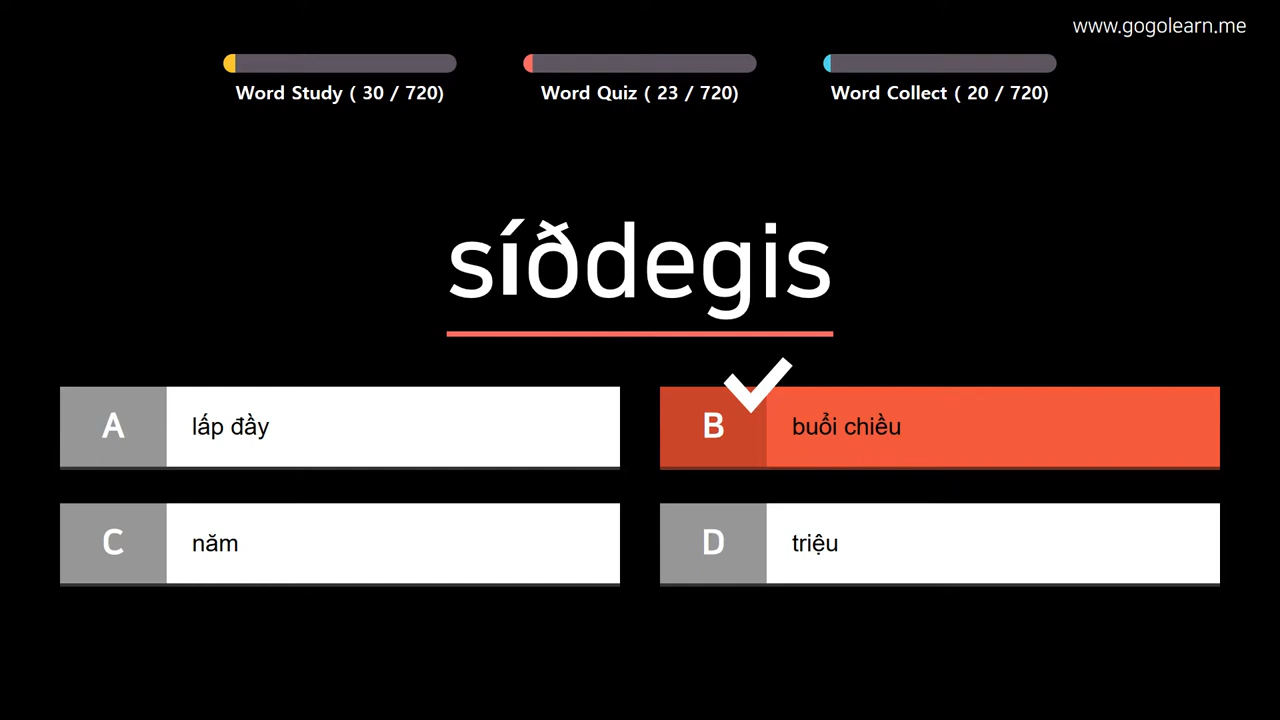 www.gogolearn.me
Word Study ( 30 / 720)
Word Quiz ( 23 / 720)
Word Collect ( 20 / 720)
síðdegis
A lấp đầy
B buổi chiều
C năm
D triệu